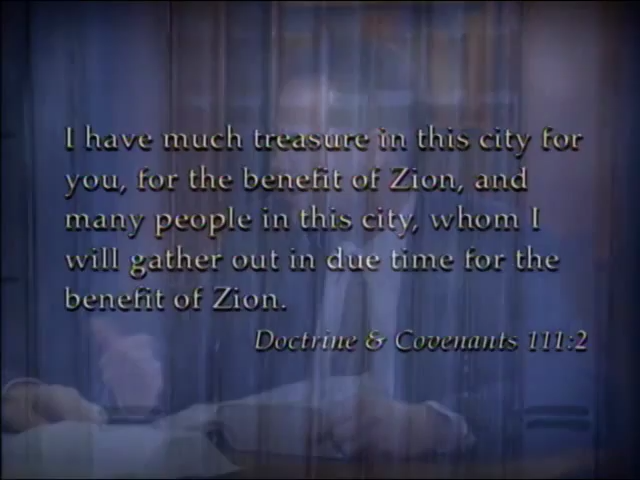 I have much treasure in this city for
you, for the benefit of Zion, and
many people in this city, whom I
will gather out in due time for the
benefit of Zion.
Doctrine & Covenants 111:2